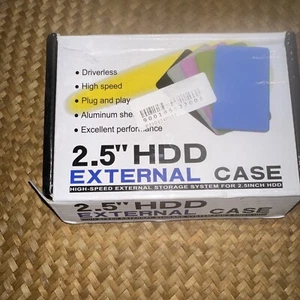 • Driverless
• High speed
• Plug and play
• Aluminum she
• Excellent performance
2.5" HDD
EXTERNAL CASE
HIGH-SPEED EXTERNAL STORAGE SYSTEM FOR 2.5INCH HDD
2.5" HDD
EXTERNAL CASE